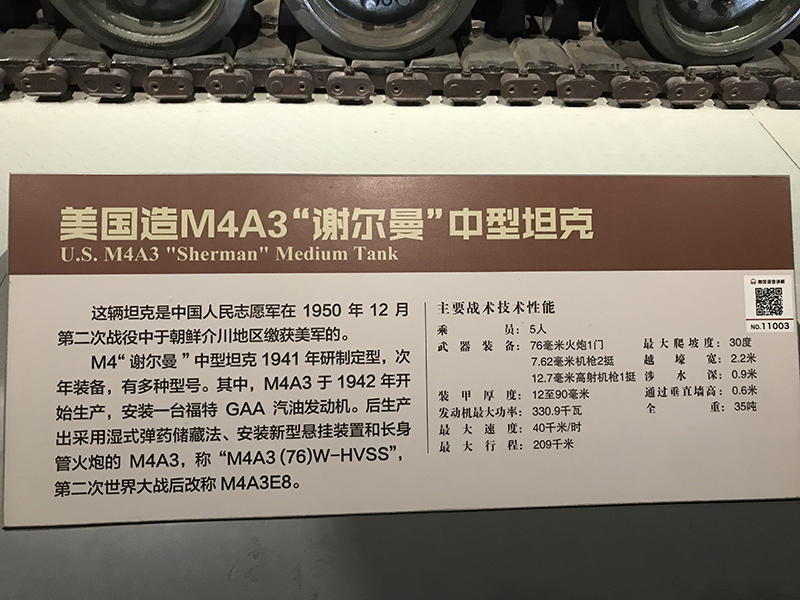 美国造M4A3“谢尔曼”中型坦克
U.S. M4A3 "Sherman" Medium Tank
这辆坦克是中国人民志愿军在 1950 年 12 月
第二次战役中于朝鲜介川地区缴获美军的。
M4“谢尔曼”中型坦克 1941 年研制定型，次
年装备，有多种型号。其中，M4A3 于 1942 年开
始生产，安装一台福特 GAA 汽油发动机。后生产
出采用湿式弹药储藏法、安装新型悬挂装置和长身
管火炮的 M4A3，称“M4A3 (76) W-HVSS”，
第二次世界大战后改称 M4A3E8。
主要战术技术性能
乘员：5人
武器装备：76毫米火炮1门
7.62毫米机枪2挺
12.7毫米高射机枪1挺
装甲厚度：12至90毫米
发动机最大功率：330.9千瓦
最大速度：40千米/时
最大行程：209千米
最大爬坡度：30度
越壕宽：2.2米
涉水深：0.9米
通过垂直墙高：0.6米
全重：35吨
NO.11003